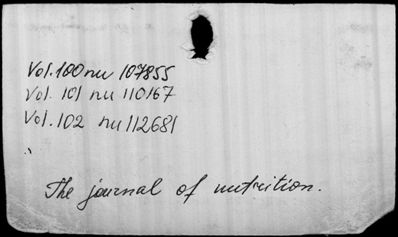 Vol. 100 nu 107855
Vol. 101 nu 110167
Vol. 102 nu 112681
The journal of nutrition.